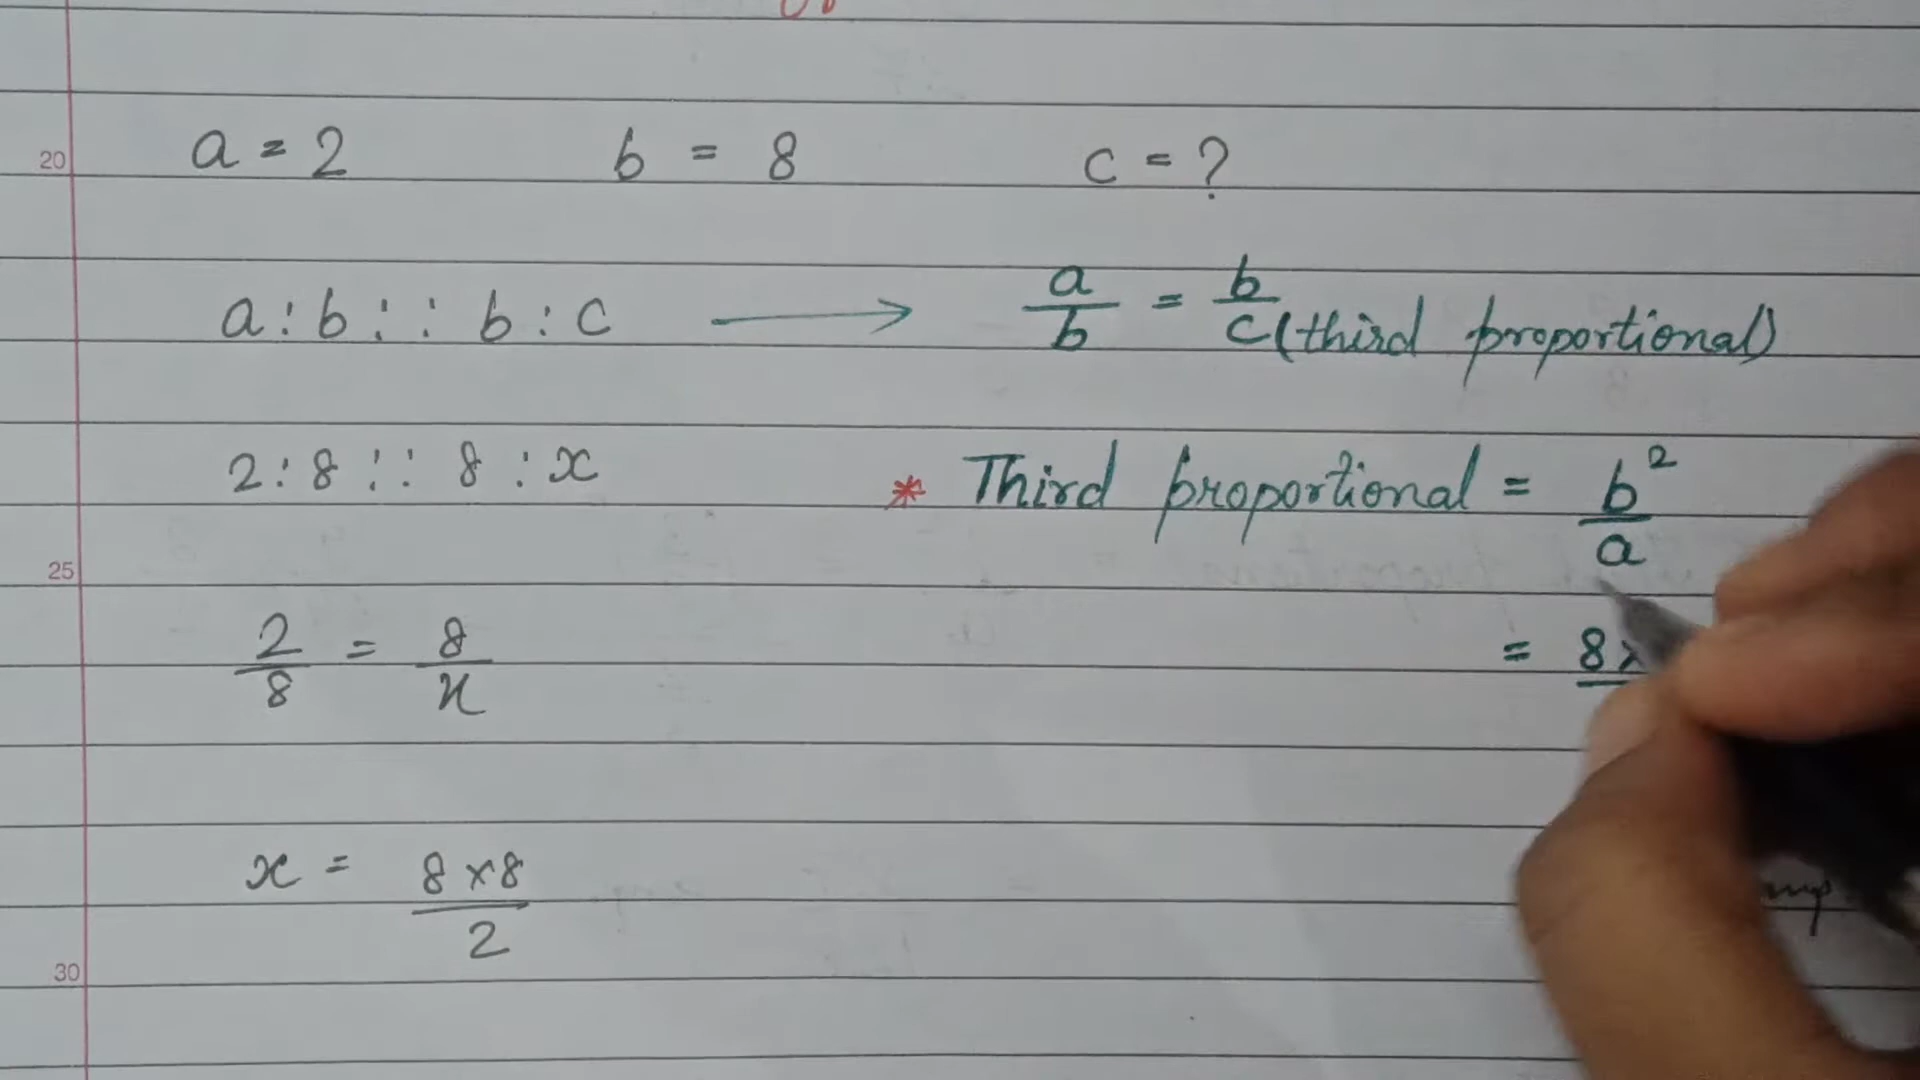 20
a = 2 b = 8 c = ?
a : b : : b : c → a/b = b/c (third proportional)
2 : 8 : : 8 : x * Third proportional = b²/a
25
2/8 = 8/x = 8×
x = 8×8/2
30